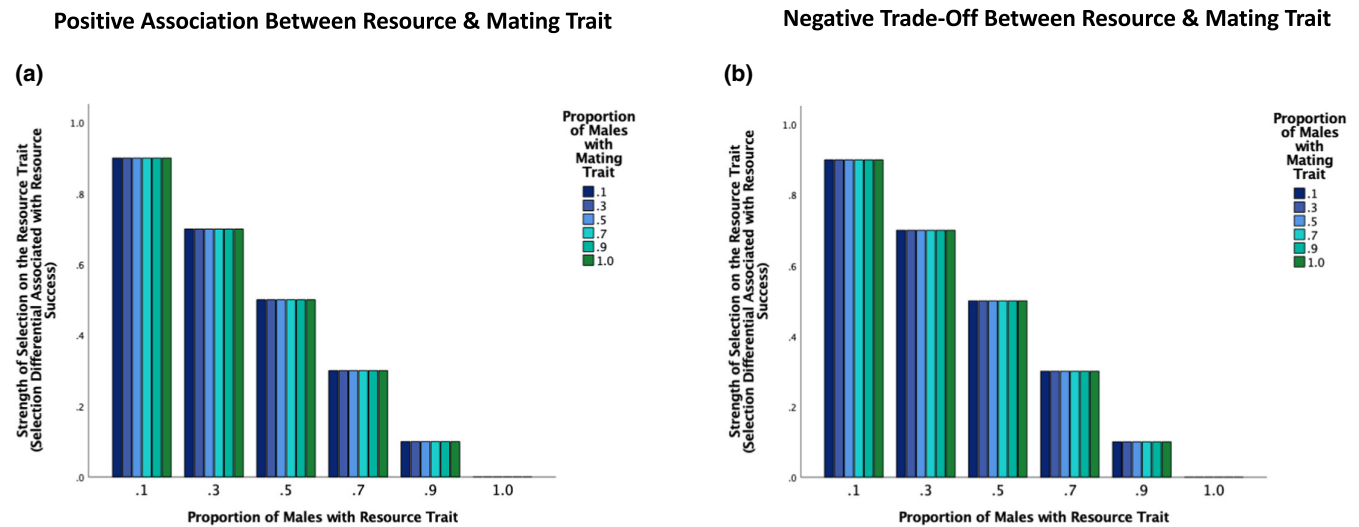 Positive Association Between Resource & Mating Trait
(a)
Strength of Selection on the Resource Trait
(Selection Differential Associated with Resource
Success)
1.0
.8
.6
.4
.2
.0
.1
.3
.5
.7
.9
1.0
Proportion of Males with Resource Trait
Proportion
of Males
with
Mating
Trait
.1
.3
.5
.7
.9
1.0
Negative Trade-Off Between Resource & Mating Trait
(b)
Strength of Selection on the Resource Trait
(Selection Differential Associated with Resource
Success)
1.0
.8
.6
.4
.2
.0
.1
.3
.5
.7
.9
1.0
Proportion of Males with Resource Trait
Proportion
of Males
with
Mating
Trait
.1
.3
.5
.7
.9
1.0